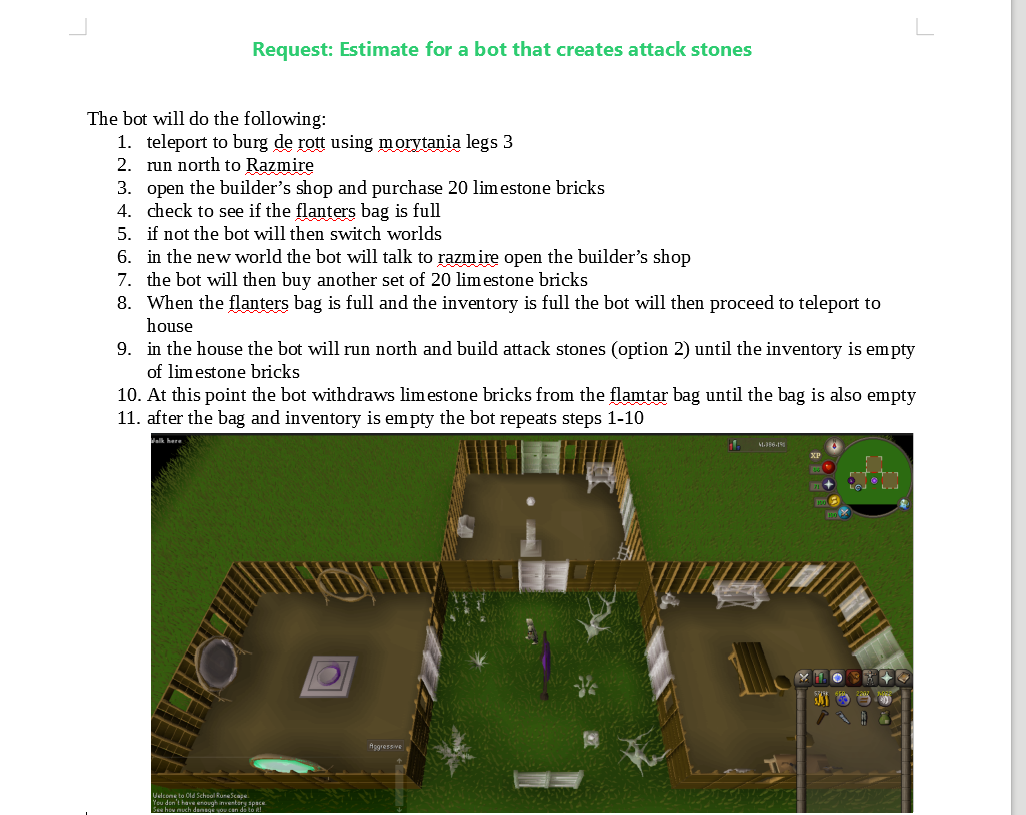 Request: Estimate for a bot that creates attack stones
The bot will do the following:
1. teleport to burg de rott using morytania legs 3
2. run north to Razmire
3. open the builder's shop and purchase 20 limestone bricks
4. check to see if the flanters bag is full
5. if not the bot will then switch worlds
6. in the new world the bot will talk to razmire open the builder's shop
7. the bot will then buy another set of 20 limestone bricks
8. When the flanters bag is full and the inventory is full the bot will then proceed to teleport to
house
9. in the house the bot will run north and build attack stones (option 2) until the inventory is empty
of limestone bricks
10. At this point the bot withdraws limestone bricks from the flamtar bag until the bag is also empty
11. after the bag and inventory is empty the bot repeats steps 1-10
Walk here
XP
Aggressive
Welcome to Old School RuneScape.
You don't have enough inventory space.
See how much damage you can do to it!